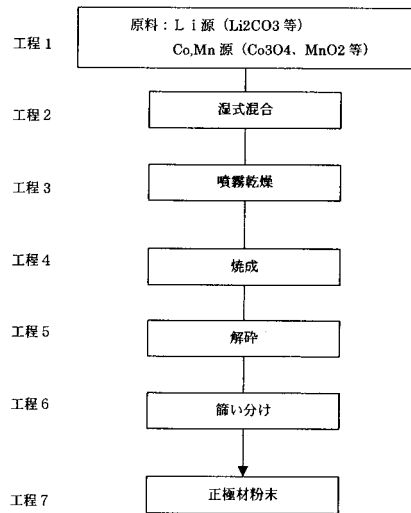 原料：Ｌｉ源（Li2CO3 等）
工程 1
Co,Mn 源（Co3O4、MnO2 等）
工程 2
湿式混合
工程 3
噴霧乾燥
工程 4
焼成
工程 5
解砕
工程 6
篩い分け
工程 7
正極材粉末